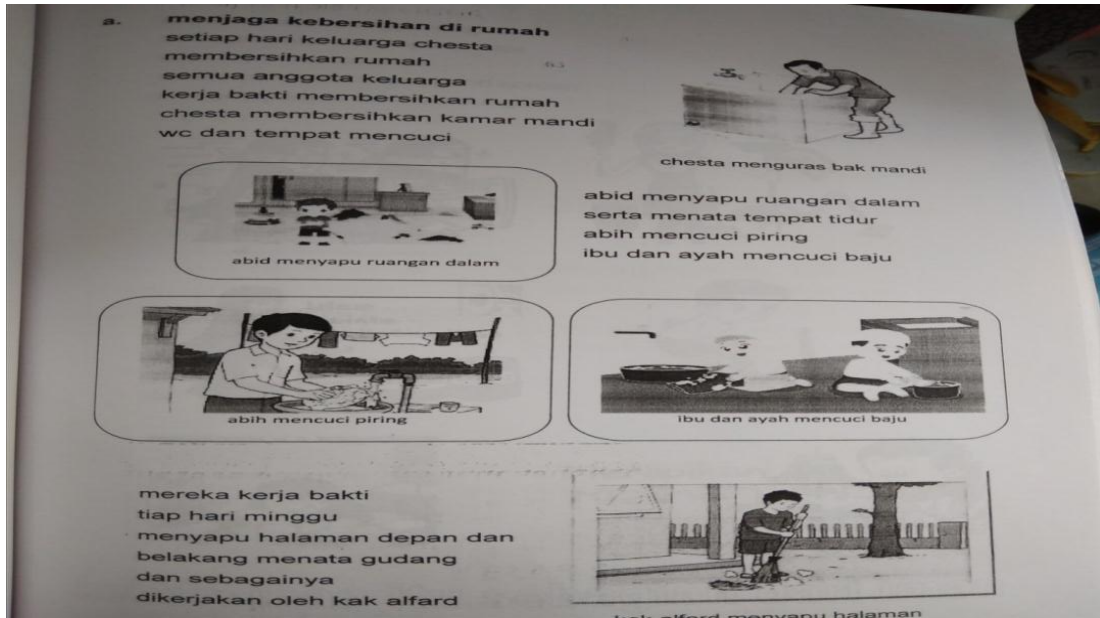 a. menjaga kebersihan di rumah
setiap hari keluarga chesta
membersihkan rumah
semua anggota keluarga
kerja bakti membersihkan rumah
chesta membersihkan kamar mandi
wc dan tempat mencuci
chesta menguras bak mandi
abid menyapu ruangan dalam
abid menyapu ruangan dalam
serta menata tempat tidur
abih mencuci piring
ibu dan ayah mencuci baju
abih mencuci piring
ibu dan ayah mencuci baju
mereka kerja bakti
tiap hari minggu
menyapu halaman depan dan
belakang menata gudang
dan sebagainya
dikerjakan oleh kak alfard
kak alfard menyapu halaman